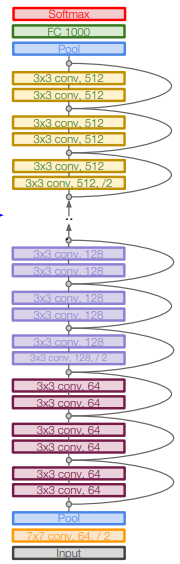 Softmax
FC 1000
Pool
3x3 conv, 512
3x3 conv, 512
3x3 conv, 512
3x3 conv, 512
3x3 conv, 512
3x3 conv, 512, /2
..
3x3 conv, 128
3x3 conv, 128
3x3 conv, 128
3x3 conv, 128
3x3 conv, 128
3x3 conv, 128, / 2
3x3 conv, 64
3x3 conv, 64
3x3 conv, 64
3x3 conv, 64
3x3 conv, 64
3x3 conv, 64
Pool
7x7 conv, 64, / 2
Input